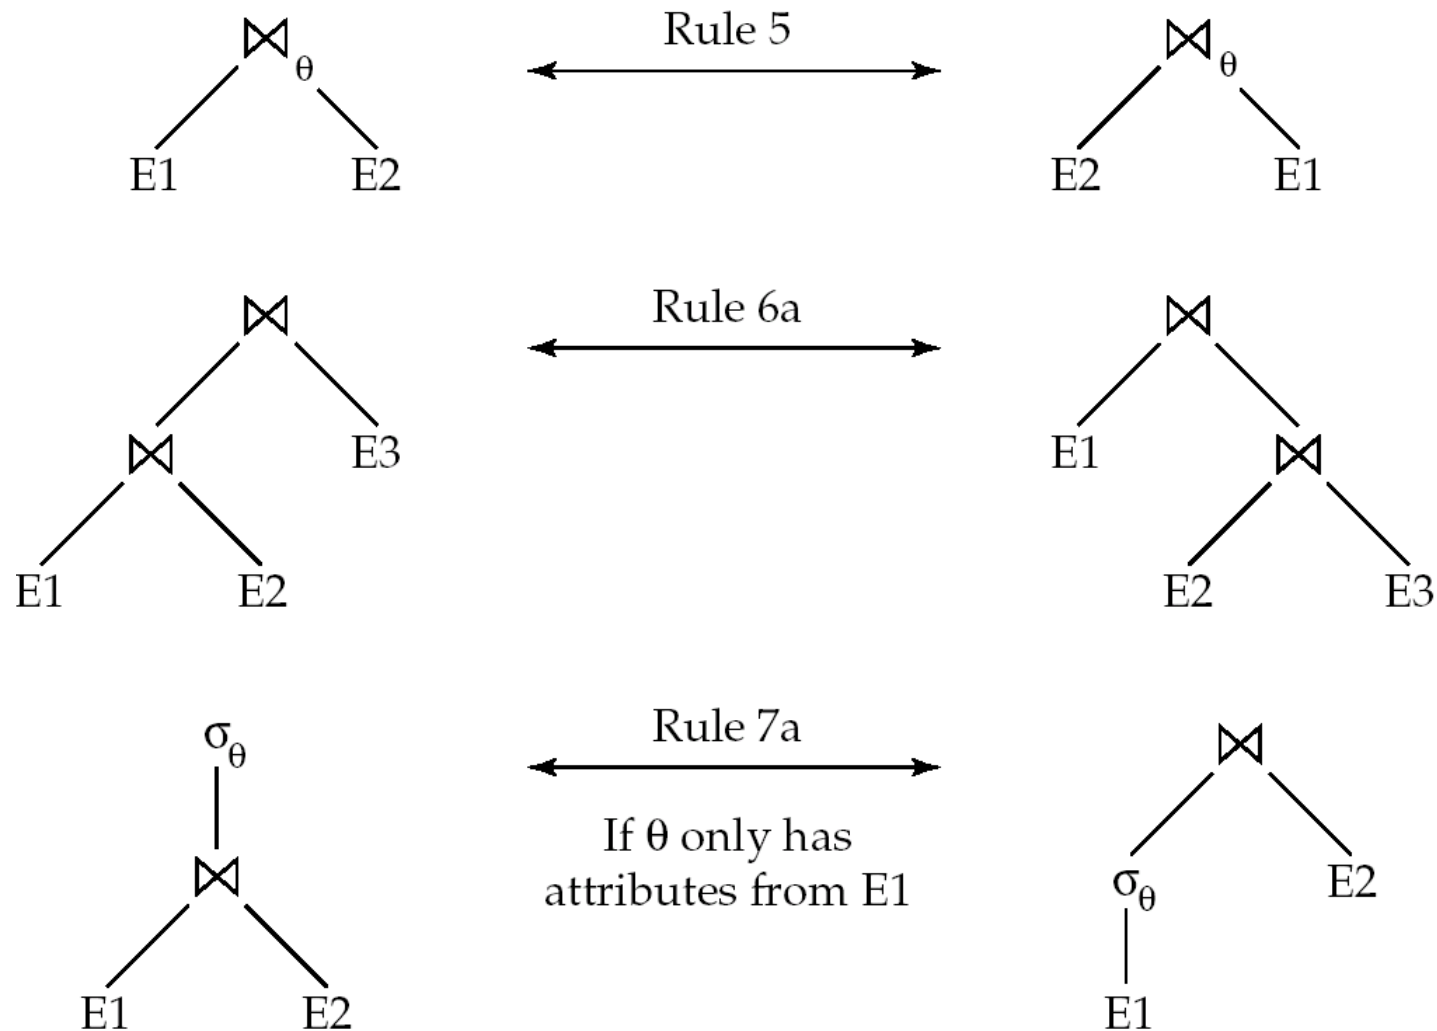 Rule 5
⋈θ ⋈θ
E1 E2 E2 E1
Rule 6a
⋈ ⋈
E3 E1
⋈ ⋈
E1 E2 E2 E3
Rule 7a
σθ ⋈
If θ only has
attributes from E1
⋈ σθ E2
E1 E2 E1